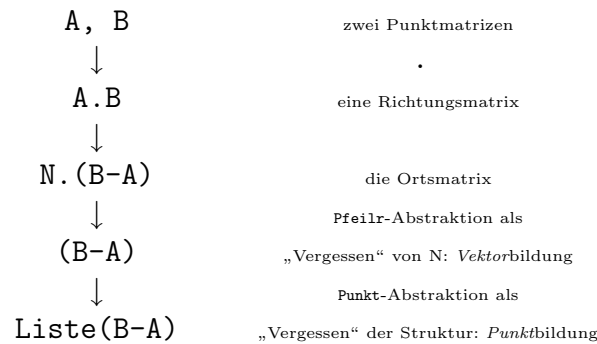 A, B zwei Punktmatrizen
↓ .
A.B eine Richtungsmatrix
↓
N.(B-A) die Ortsmatrix
↓ Pfeilr-Abstraktion als
(B-A) „Vergessen“ von N: Vektorbildung
↓ Punkt-Abstraktion als
Liste(B-A) „Vergessen“ der Struktur: Punktbildung